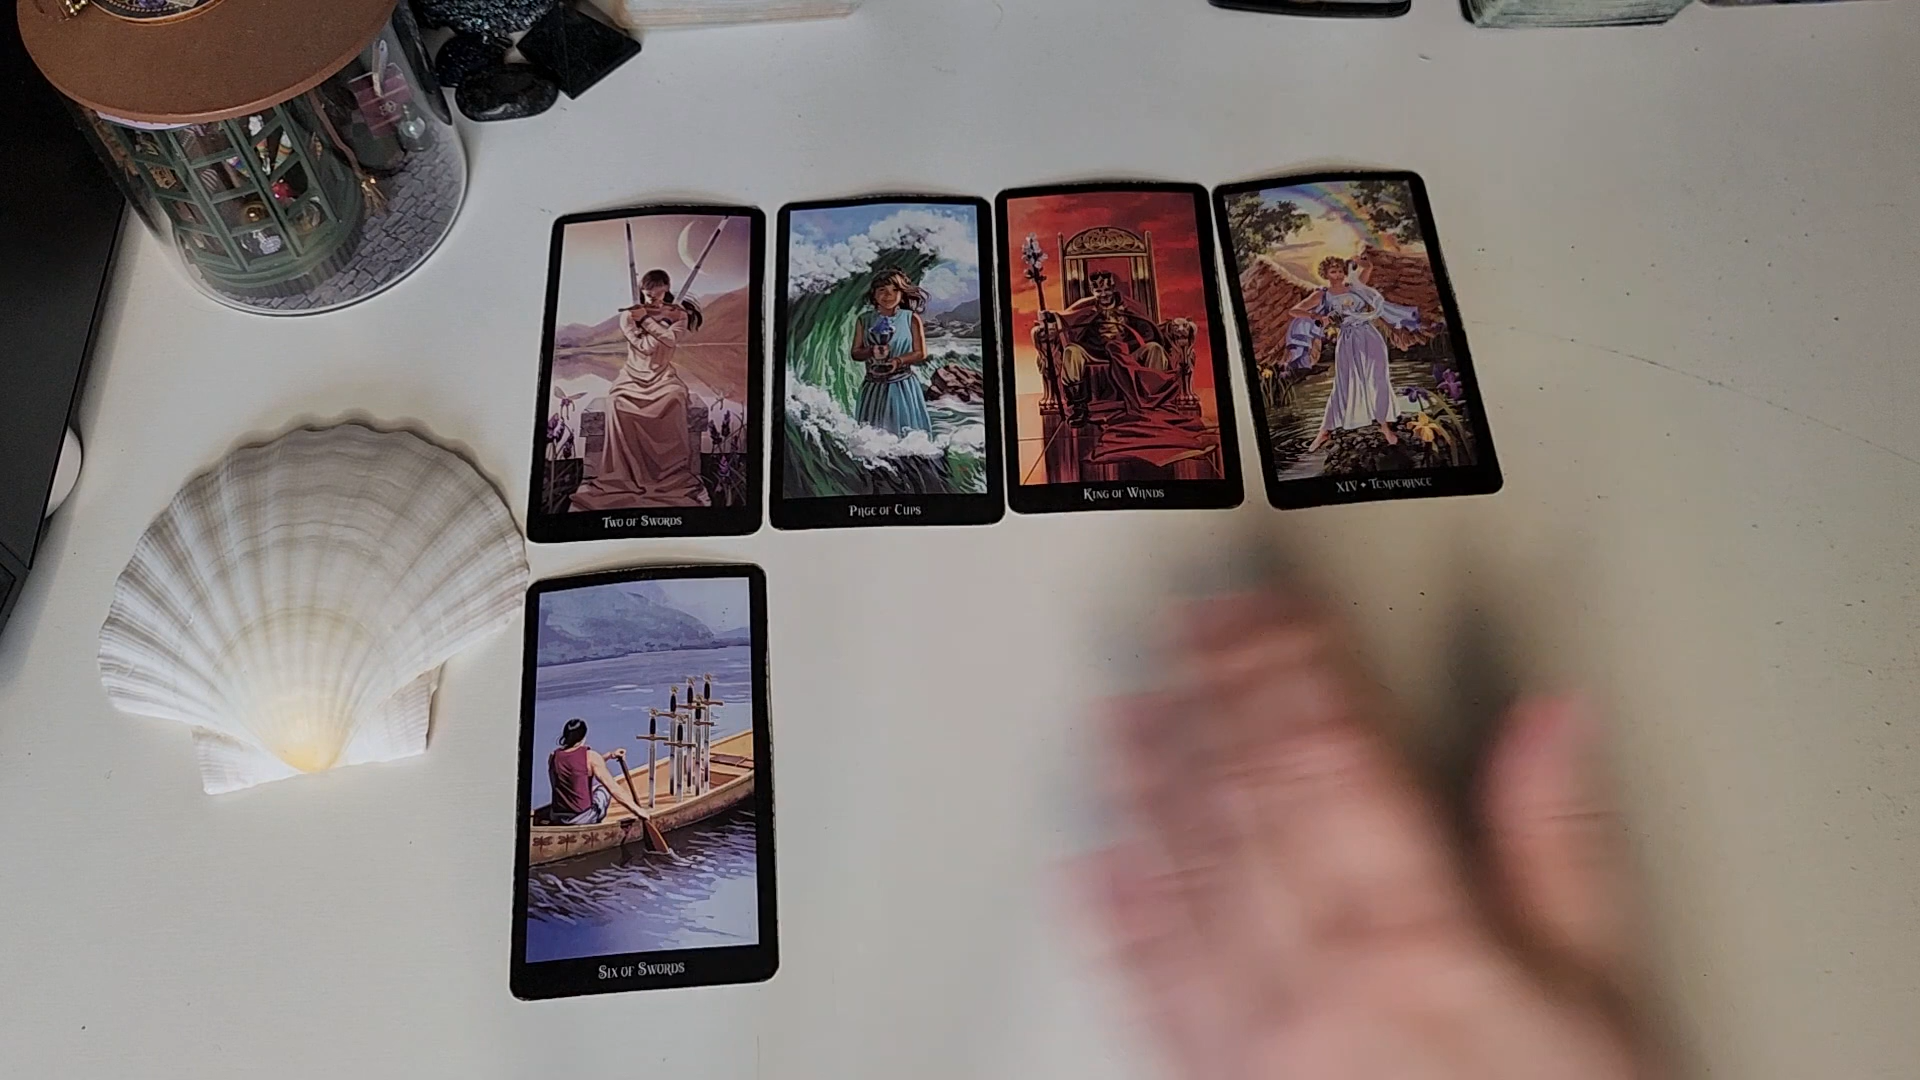 Two of Swords
Page of Cups
King of Wands
XIV ✦ Temperance
Six of Swords